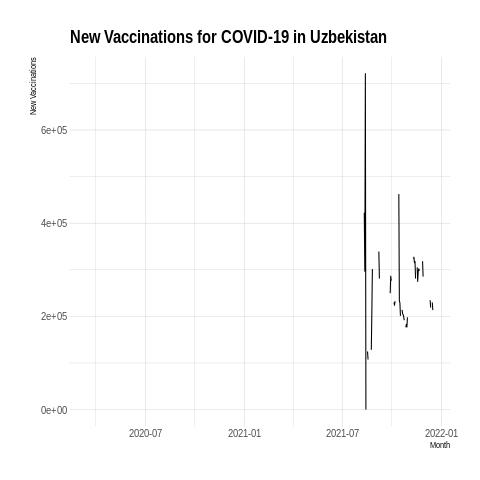 New Vaccinations for COVID-19 in Uzbekistan
New Vaccinations
6e+05
4e+05
2e+05
0e+00
2020-07
2021-01
2021-07
2022-01
Month